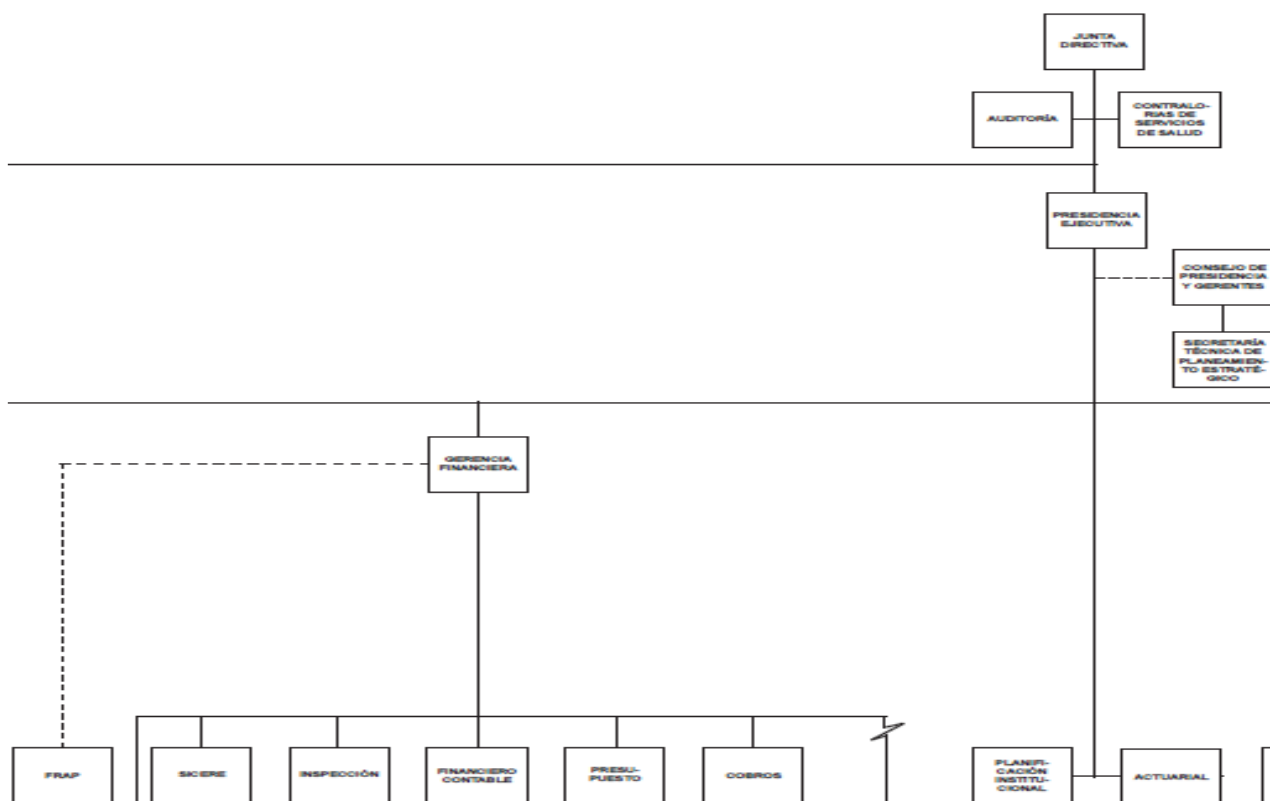 JUNTA
DIRECTIVA
AUDITORÍA
CONTRALO-
RIAS DE
SERVICIOS
DE SALUD
PRESIDENCIA
EJECUTIVA
CONSEJO DE
PRESIDENCIA
Y GERENTES
SECRETARÍA
TÉCNICA DE
PLANEAMIEN-
TO ESTRATÉ-
GICO
GERENCIA
FINANCIERA
FRAP
SICERE
INSPECCIÓN
FINANCIERO
CONTABLE
PRESU-
PUESTO
COBROS
PLANIFI-
CACIÓN
INSTITU-
CIONAL
ACTUARIAL